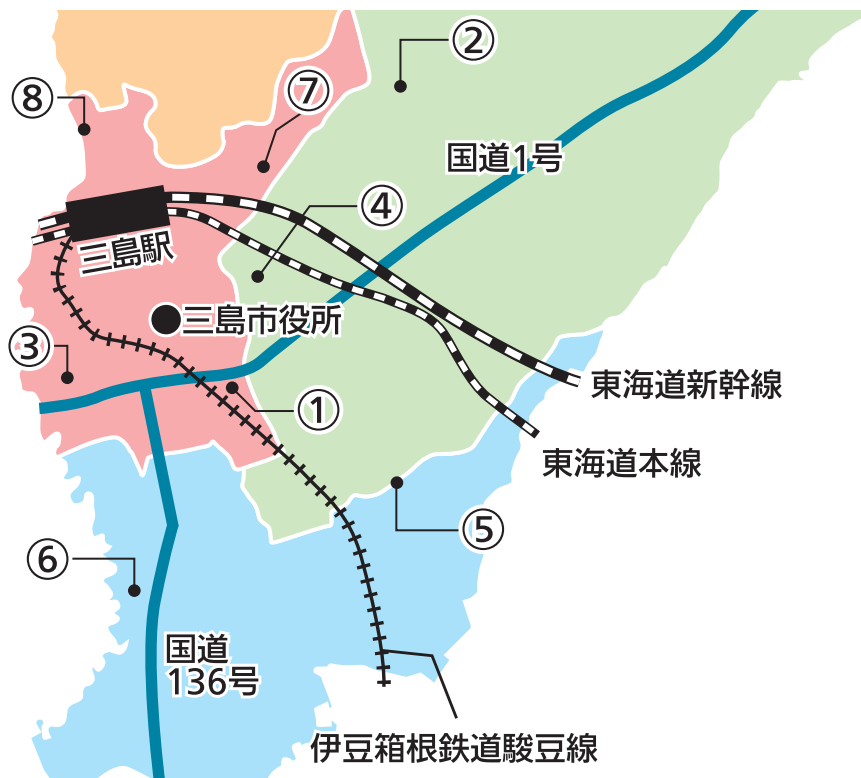 ②
⑧
⑦
国道1号
④
三島駅
三島市役所
③
東海道新幹線
①
東海道本線
⑤
⑥
国道
136号
伊豆箱根鉄道駿豆線